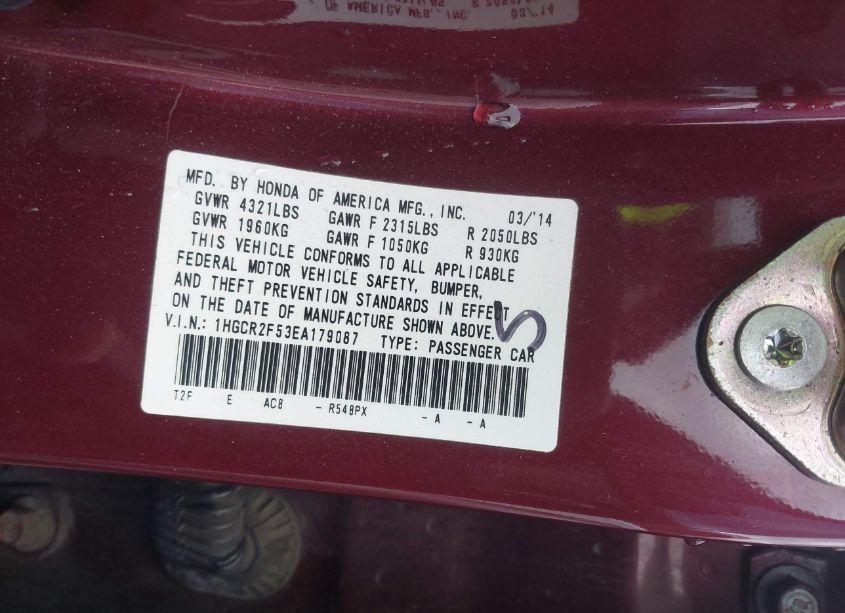 MFD. BY HONDA OF AMERICA MFG., INC. 03/'14
GVWR 4321LBS GAWR F 2315LBS R 2050LBS
GVWR 1960KG GAWR F 1050KG R 930KG
THIS VEHICLE CONFORMS TO ALL APPLICABLE
FEDERAL MOTOR VEHICLE SAFETY, BUMPER,
AND THEFT PREVENTION STANDARDS IN EFFECT
ON THE DATE OF MANUFACTURE SHOWN ABOVE.
V.I.N.: 1HGCR2F53EA179087 TYPE: PASSENGER CAR
T2F E AC8 - R548PX - A - A